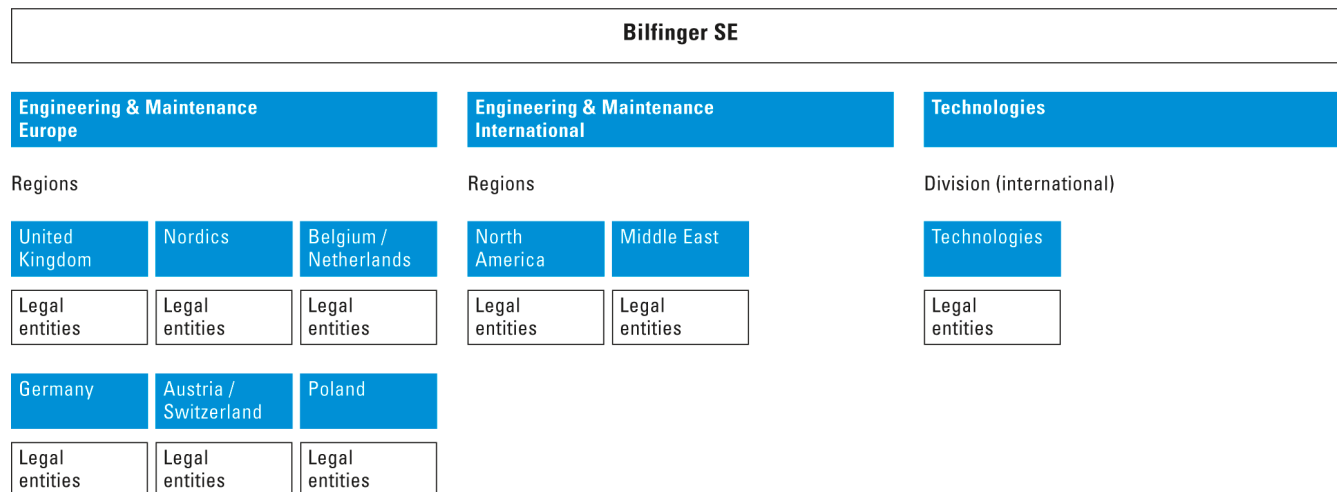 Bilfinger SE
Engineering & Maintenance
Europe
Engineering & Maintenance
International
Technologies
Regions
Regions
Division (international)
United
Kingdom
Nordics
Belgium /
Netherlands
North
America
Middle East
Technologies
Legal
entities
Legal
entities
Legal
entities
Legal
entities
Legal
entities
Legal
entities
Germany
Austria /
Switzerland
Poland
Legal
entities
Legal
entities
Legal
entities